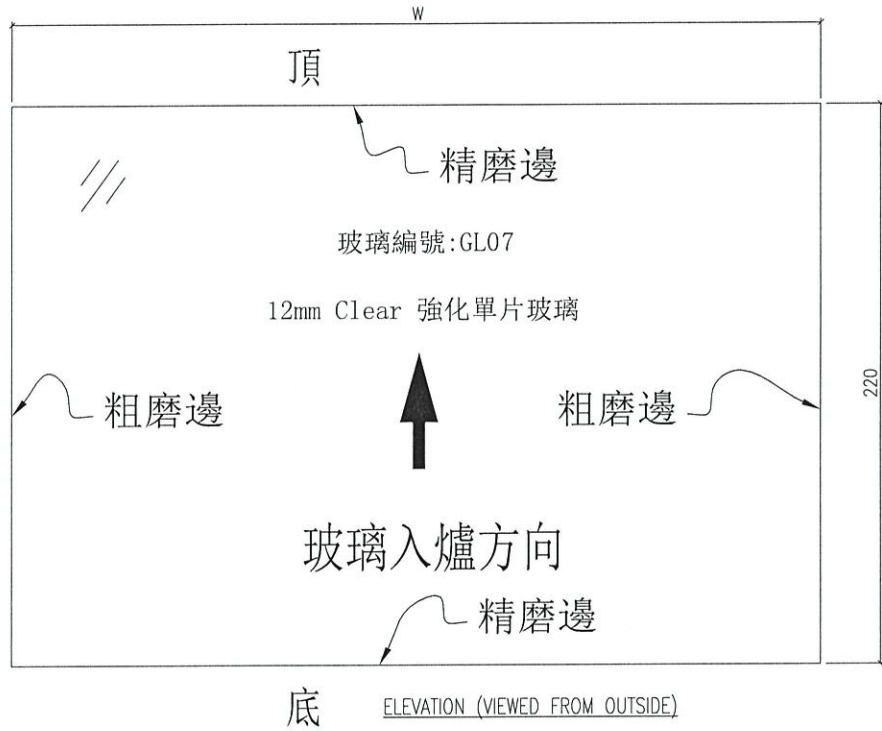 W
頂
精磨邊
玻璃編號:GL07
12mm Clear 強化單片玻璃
粗磨邊
粗磨邊
220
玻璃入爐方向
精磨邊
底
ELEVATION (VIEWED FROM OUTSIDE)